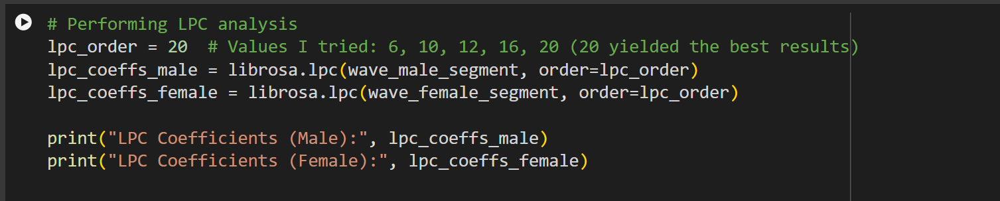 # Performing LPC analysis
lpc_order = 20  # Values I tried: 6, 10, 12, 16, 20 (20 yielded the best results)
lpc_coeffs_male = librosa.lpc(wave_male_segment, order=lpc_order)
lpc_coeffs_female = librosa.lpc(wave_female_segment, order=lpc_order)
print("LPC Coefficients (Male):", lpc_coeffs_male)
print("LPC Coefficients (Female):", lpc_coeffs_female)